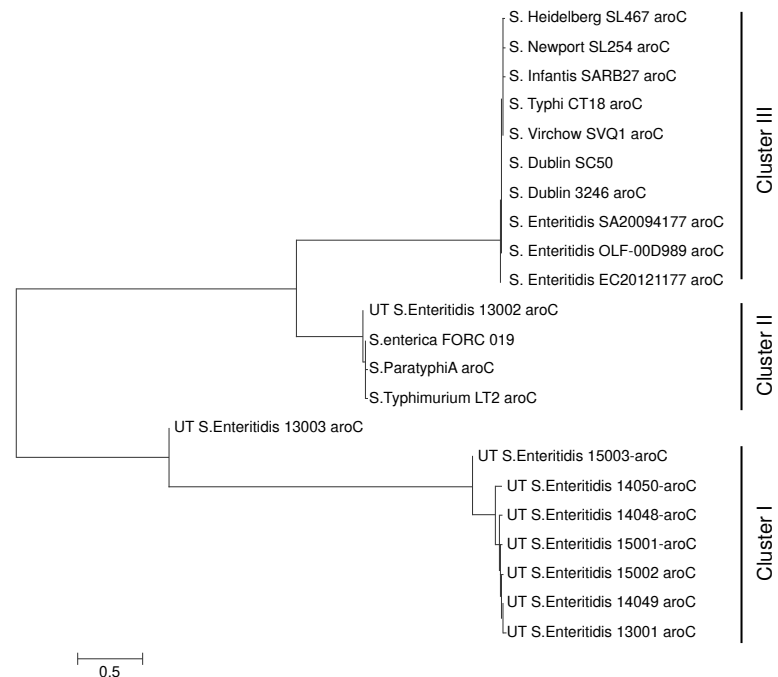 S. Heidelberg SL467 aroC
S. Newport SL254 aroC
S. Infantis SARB27 aroC
S. Typhi CT18 aroC
S. Virchow SVQ1 aroC
S. Dublin SC50
S. Dublin 3246 aroC
S. Enteritidis SA20094177 aroC
S. Enteritidis OLF-00D989 aroC
S. Enteritidis EC20121177 aroC
Cluster III
UT S.Enteritidis 13002 aroC
S.enterica FORC 019
S.ParatyphiA aroC
S.Typhimurium LT2 aroC
Cluster II
UT S.Enteritidis 13003 aroC
UT S.Enteritidis 15003-aroC
UT S.Enteritidis 14050-aroC
UT S.Enteritidis 14048-aroC
UT S.Enteritidis 15001-aroC
UT S.Enteritidis 15002 aroC
UT S.Enteritidis 14049 aroC
UT S.Enteritidis 13001 aroC
Cluster I
0.5